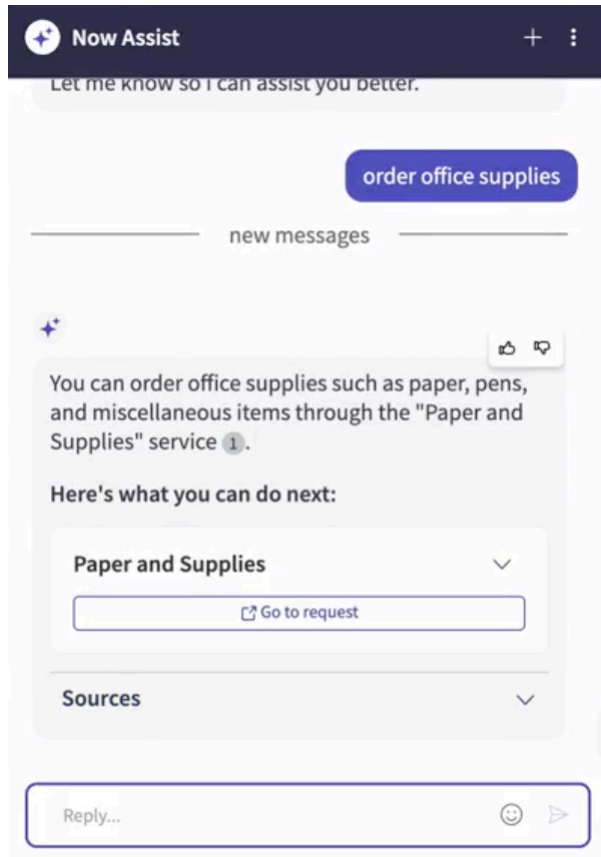 Now Assist
Let me know so I can assist you better.
order office supplies
new messages
You can order office supplies such as paper, pens,
and miscellaneous items through the "Paper and
Supplies" service 1.
Here's what you can do next:
Paper and Supplies
Go to request
Sources
Reply...